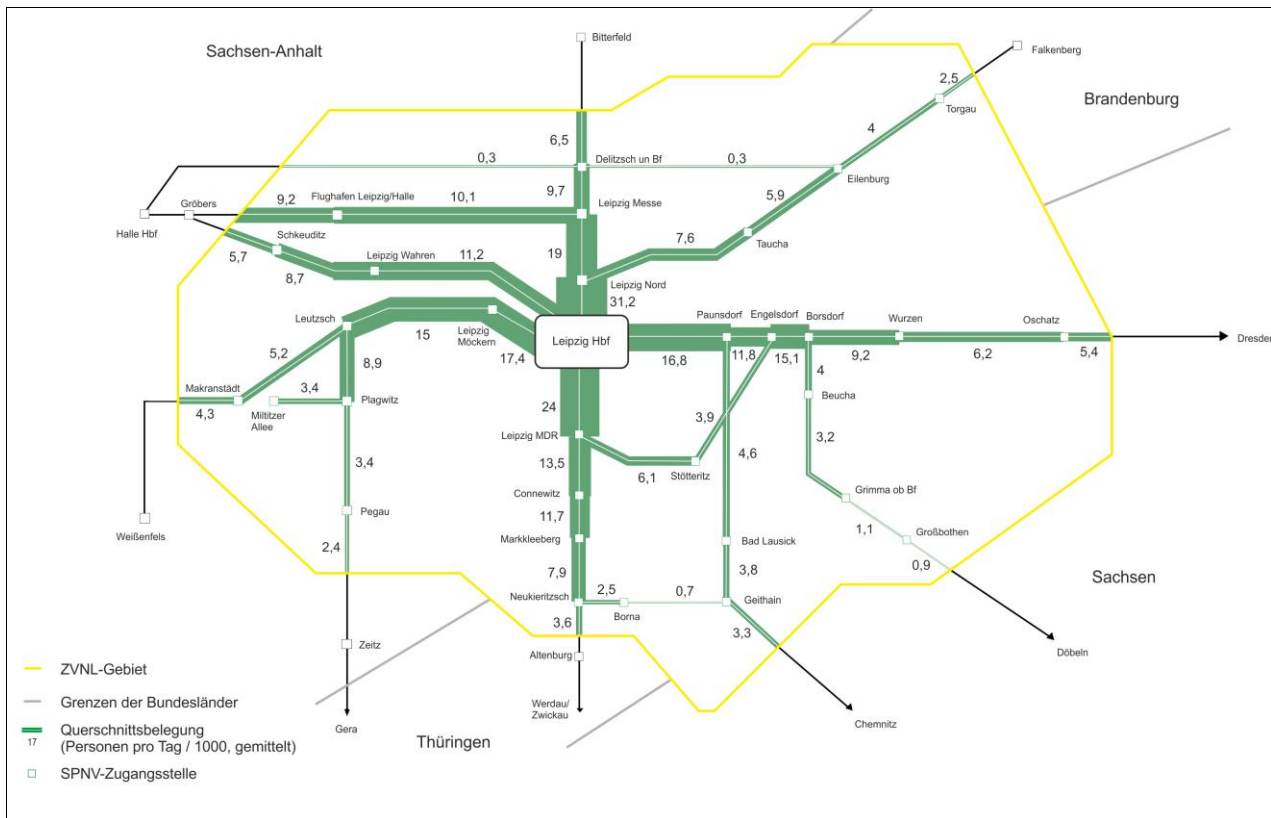 Sachsen-Anhalt
Bitterfeld
Falkenberg
Brandenburg
2,5
Torgau
4
6,5
0,3
Delitzsch un Bf
0,3
Eilenburg
9,2
Flughafen Leipzig/Halle
10,1
9,7
Leipzig Messe
5,9
Gröbers
Halle Hbf
Schkeuditz
5,7
8,7
Leipzig Wahren
11,2
19
7,6
Taucha
Leipzig Nord
31,2
Leutzsch
15
Leipzig
Möckern
17,4
Leipzig Hbf
Paunsdorf
Engelsdorf
Borsdorf
Wurzen
Oschatz
Dresden
16,8
11,8
15,1
9,2
6,2
5,4
5,2
8,9
Makranstädt
3,4
4,3
Miltitzer
Allee
Plagwitz
24
4
Beucha
3,9
3,2
Leipzig MDR
13,5
6,1
Stötteritz
4,6
3,4
Connewitz
11,7
Grimma ob Bf
1,1
Großbothen
0,9
Weißenfels
Pegau
2,4
Markkleeberg
7,9
Bad Lausick
3,8
Sachsen
Neukieritzsch
2,5
Borna
0,7
Geithain
3,6
3,3
Zeitz
Altenburg
Döbeln
Werdau/
Zwickau
Chemnitz
Gera
Thüringen
ZVNL-Gebiet
Grenzen der Bundesländer
Querschnittsbelegung
17
(Personen pro Tag / 1000, gemittelt)
SPNV-Zugangsstelle